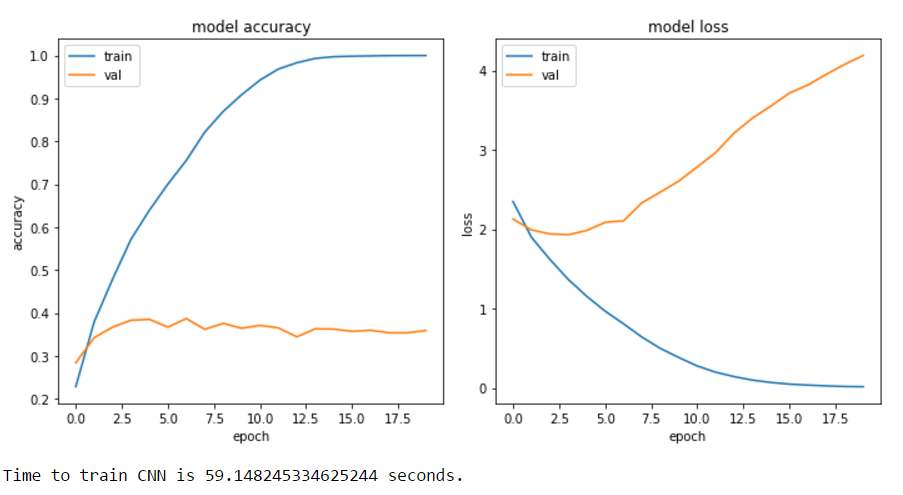 model accuracy
train
val
1.0
0.9
0.8
0.7
0.6
0.5
0.4
0.3
0.2
accuracy
0.0 2.5 5.0 7.5 10.0 12.5 15.0 17.5
epoch
model loss
train
val
4
3
2
1
0
loss
0.0 2.5 5.0 7.5 10.0 12.5 15.0 17.5
epoch
Time to train CNN is 59.148245334625244 seconds.